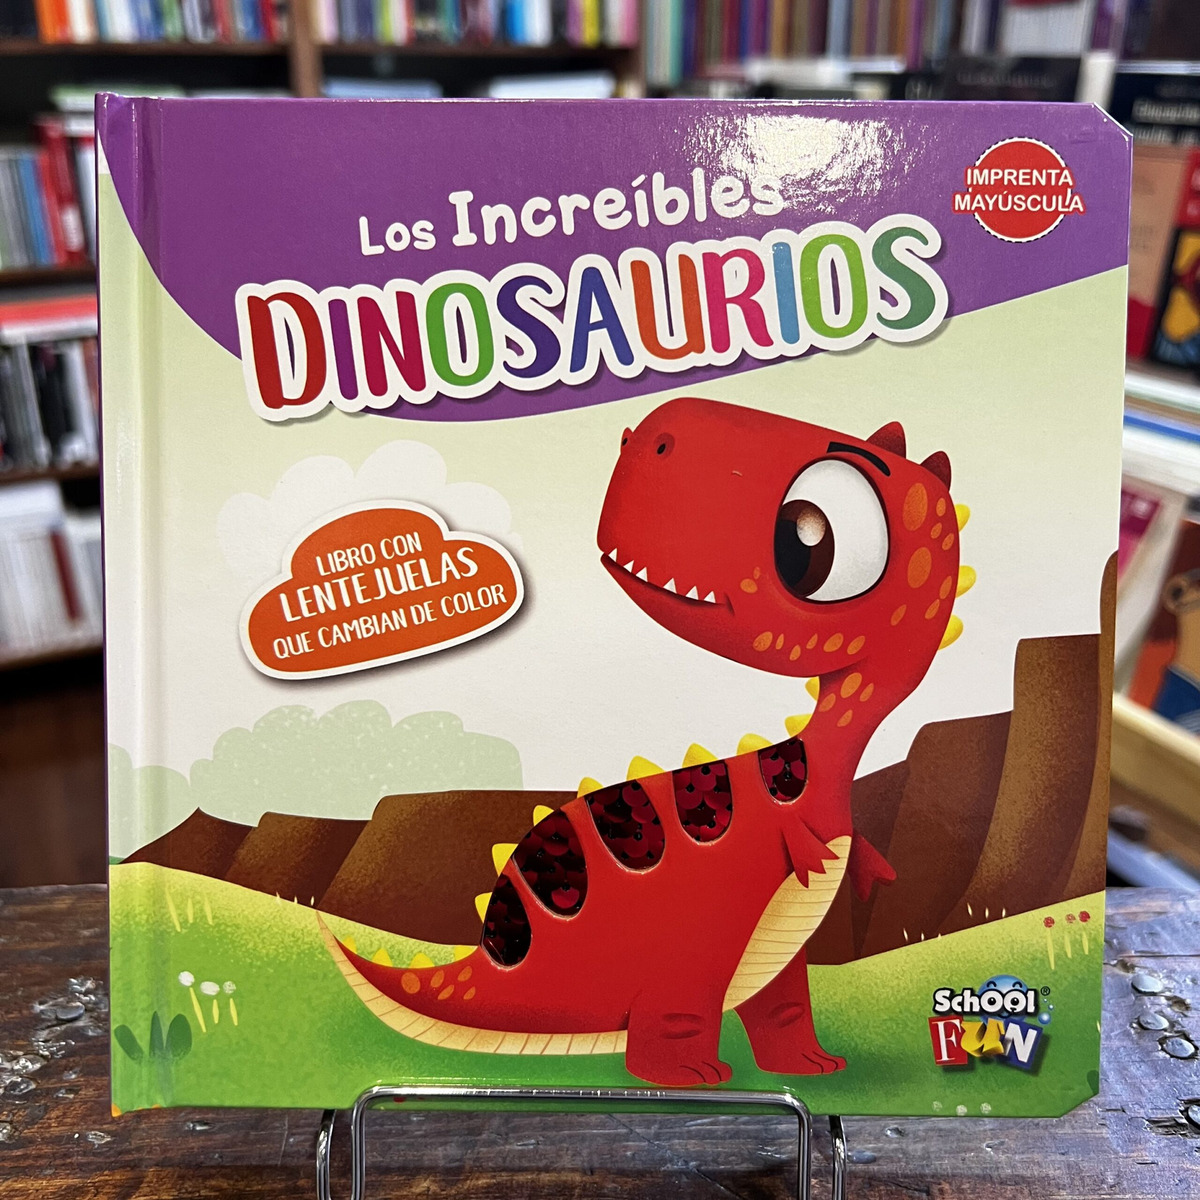 Los Increíbles
DINOSAURIOS
IMPRENTA
MAYÚSCULA
LIBRO CON
LENTEJUELAS
QUE CAMBIAN DE COLOR
School®
FUN